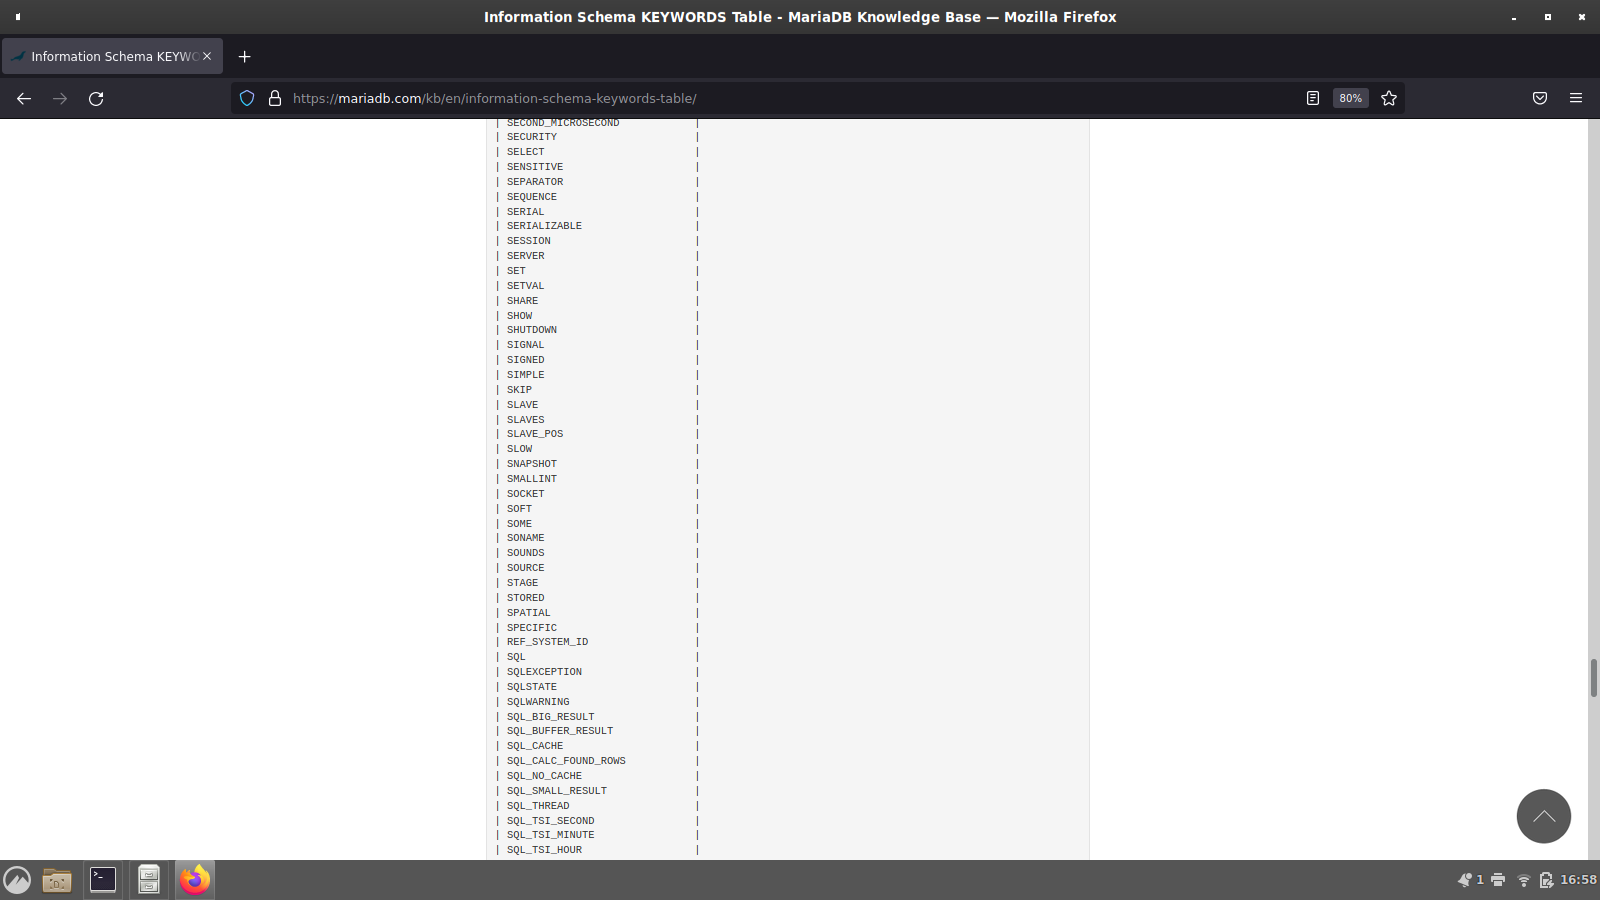 Information Schema KEYWORDS Table - MariaDB Knowledge Base — Mozilla Firefox
Information Schema KEYWO
https://mariadb.com/kb/en/information-schema-keywords-table/
80%
| SECOND_MICROSECOND |
| SECURITY |
| SELECT |
| SENSITIVE |
| SEPARATOR |
| SEQUENCE |
| SERIAL |
| SERIALIZABLE |
| SESSION |
| SERVER |
| SET |
| SETVAL |
| SHARE |
| SHOW |
| SHUTDOWN |
| SIGNAL |
| SIGNED |
| SIMPLE |
| SKIP |
| SLAVE |
| SLAVES |
| SLAVE_POS |
| SLOW |
| SNAPSHOT |
| SMALLINT |
| SOCKET |
| SOFT |
| SOME |
| SONAME |
| SOUNDS |
| SOURCE |
| STAGE |
| STORED |
| SPATIAL |
| SPECIFIC |
| REF_SYSTEM_ID |
| SQL |
| SQLEXCEPTION |
| SQLSTATE |
| SQLWARNING |
| SQL_BIG_RESULT |
| SQL_BUFFER_RESULT |
| SQL_CACHE |
| SQL_CALC_FOUND_ROWS |
| SQL_NO_CACHE |
| SQL_SMALL_RESULT |
| SQL_THREAD |
| SQL_TSI_SECOND |
| SQL_TSI_MINUTE |
| SQL_TSI_HOUR |
1
16:58